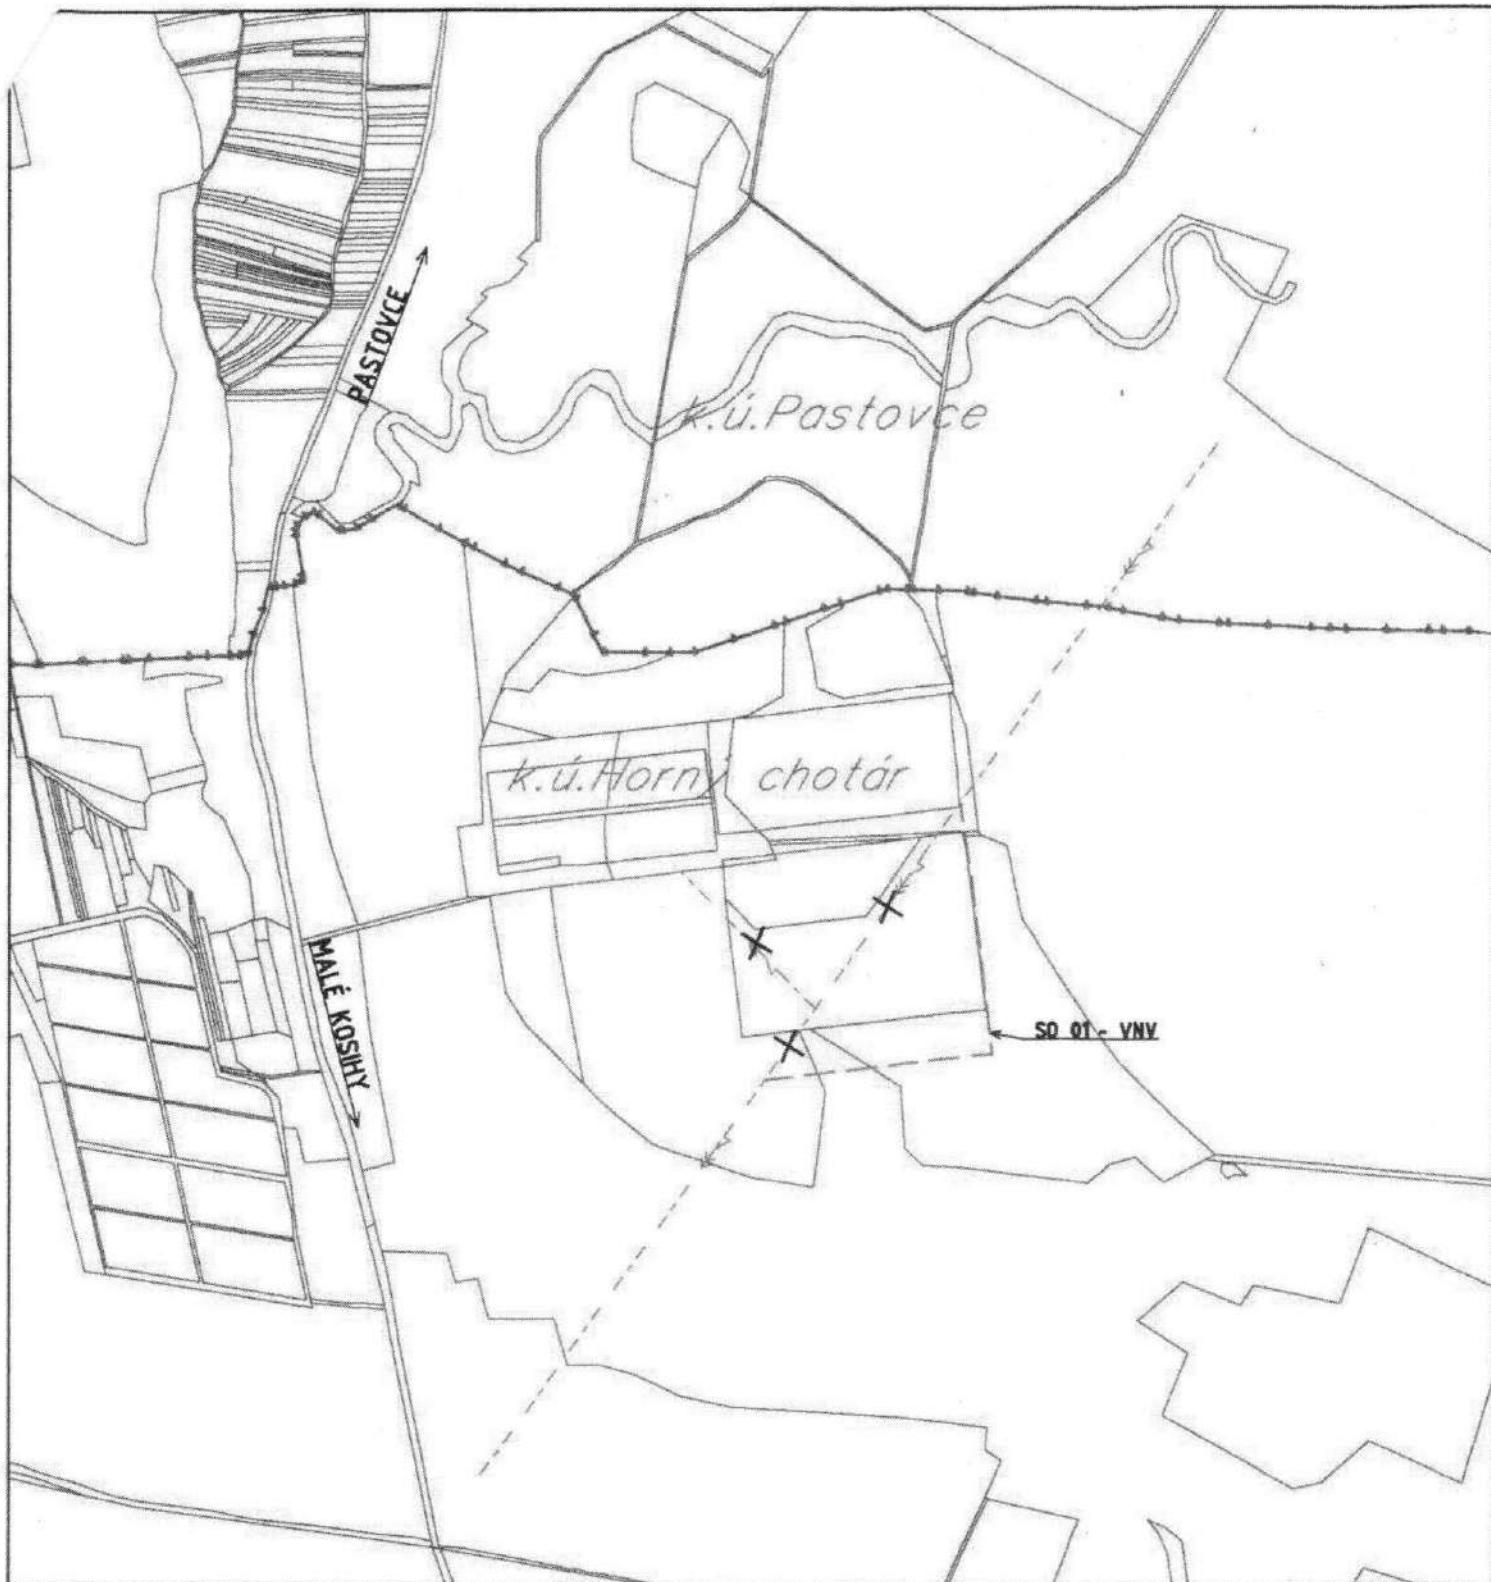 PASTOVCE
k.ú.Pastovce
k.ú.Horný chotár
MALÉ KOSIHY
SO 01 - VNV